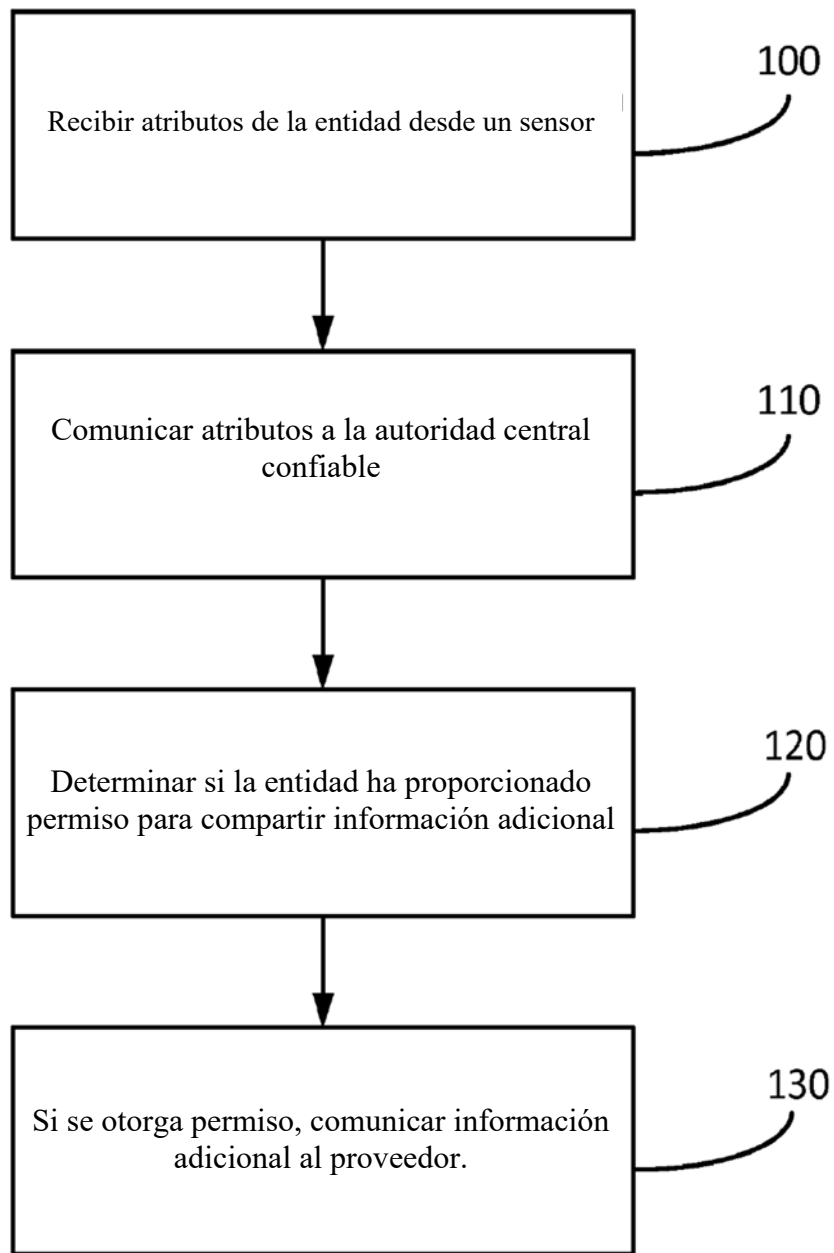 100
Recibir atributos de la entidad desde un sensor
110
Comunicar atributos a la autoridad central
confiable
120
Determinar si la entidad ha proporcionado
permiso para compartir información adicional
130
Si se otorga permiso, comunicar información
adicional al proveedor.